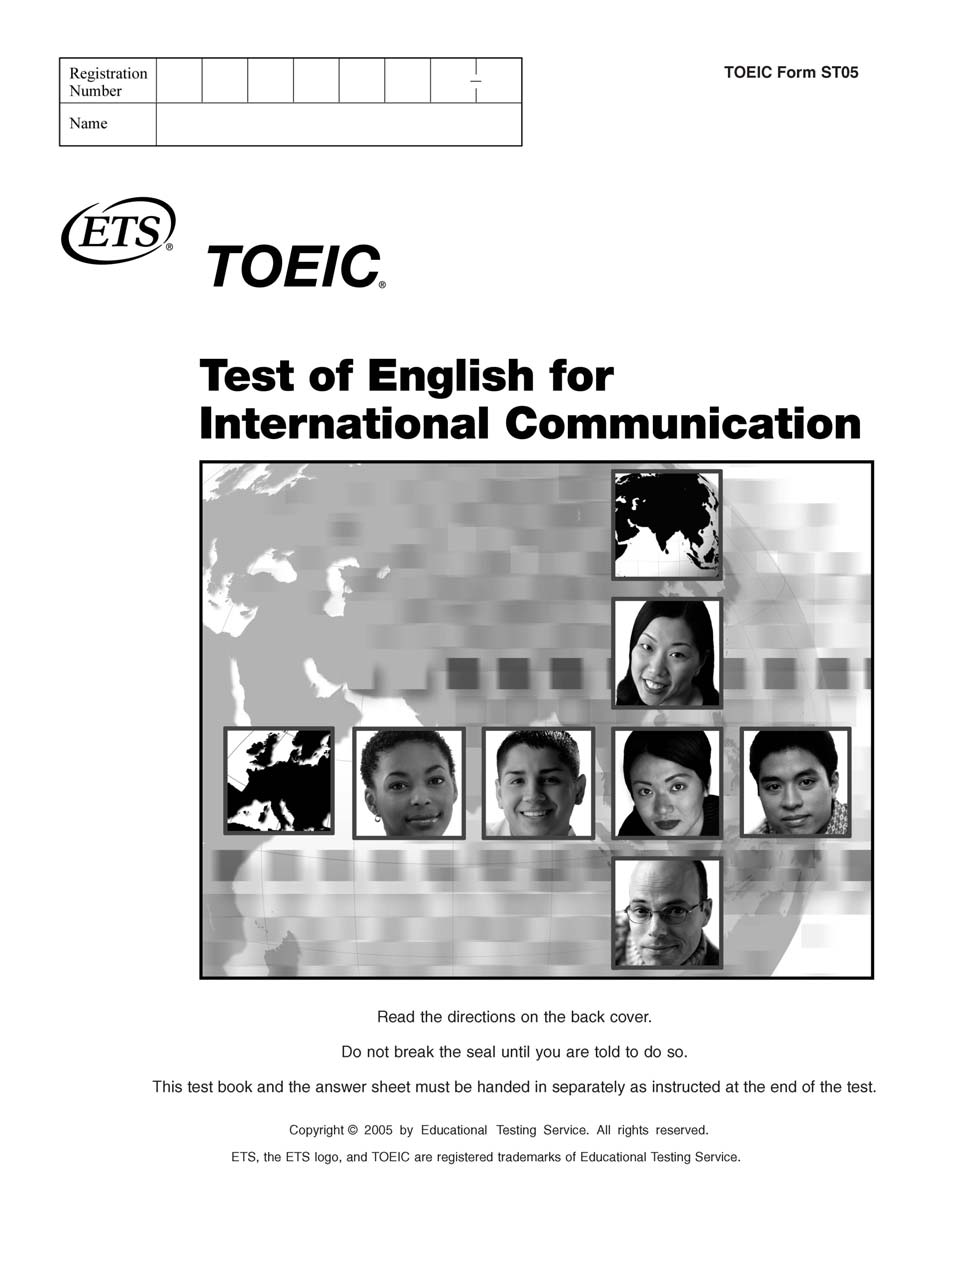 Registration
Number
TOEIC Form ST05
Name
ETS®
TOEIC®
Test of English for
International Communication
Read the directions on the back cover.
Do not break the seal until you are told to do so.
This test book and the answer sheet must be handed in separately as instructed at the end of the test.
Copyright © 2005 by Educational Testing Service. All rights reserved.
ETS, the ETS logo, and TOEIC are registered trademarks of Educational Testing Service.